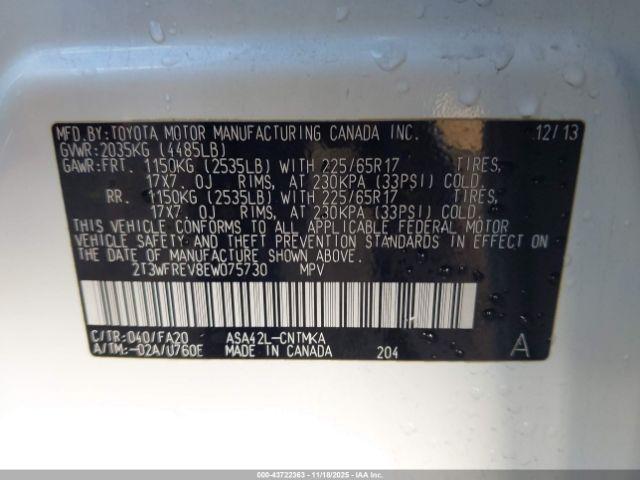 MFD.BY:TOYOTA MOTOR MANUFACTURING CANADA INC. 12/13
GVWR:2035KG (4485LB)
GAWR:FRT. 1150KG (2535LB) WITH 225/65R17 TIRES,
17X7. OJ RIMS, AT 230KPA (33PSI) COLD.
RR. 1150KG (2535LB) WITH 225/65R17 TIRES,
17X7. OJ RIMS, AT 230KPA (33PSI) COLD.
THIS VEHICLE CONFORMS TO ALL APPLICABLE FEDERAL MOTOR
VEHICLE SAFETY AND THEFT PREVENTION STANDARDS IN EFFECT ON
THE DATE OF MANUFACTURE SHOWN ABOVE.
2T3WFREV8EW075730 MPV
C/TR:040/FA20 ASA42L-CNTMKA
A/TM:-02A/U760E MADE IN CANADA 204 A
000-43722363 - 11/18/2025 - IAAI.COM